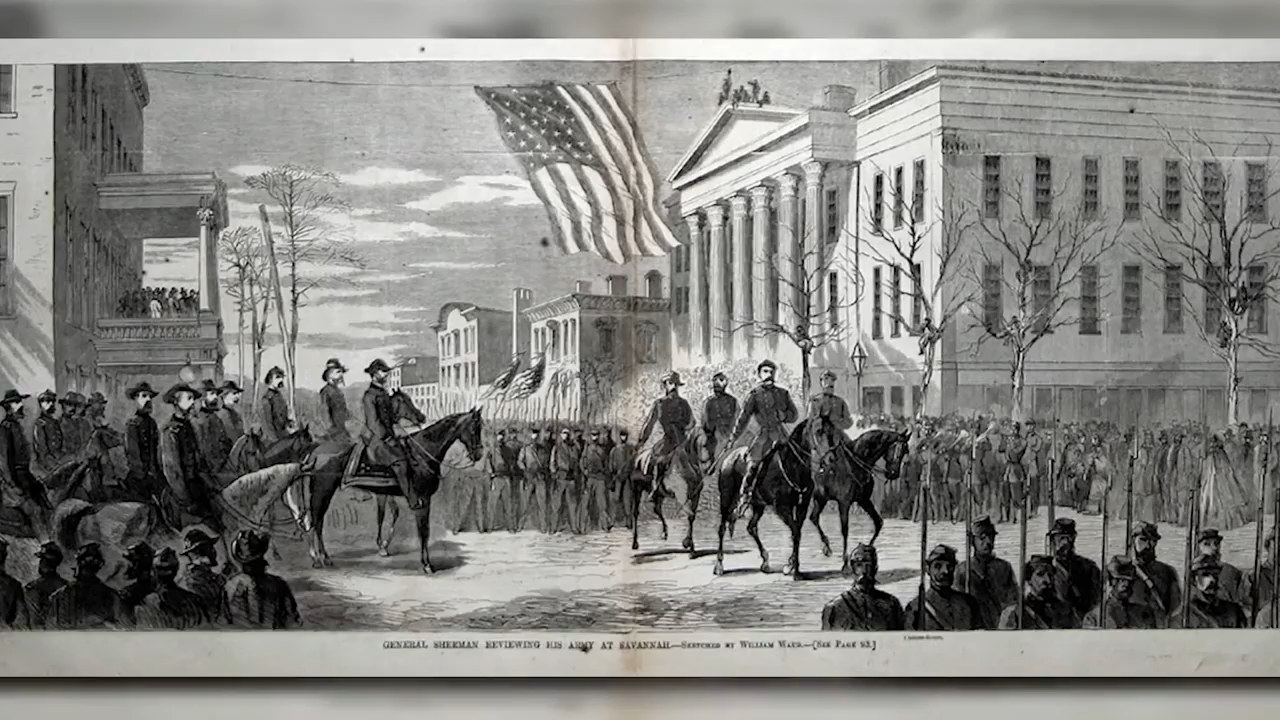 GENERAL SHERMAN REVIEWING HIS ARMY AT SAVANNAH.—SKETCHED BY WILLIAM WAUD.—[SEE PAGE 93.]